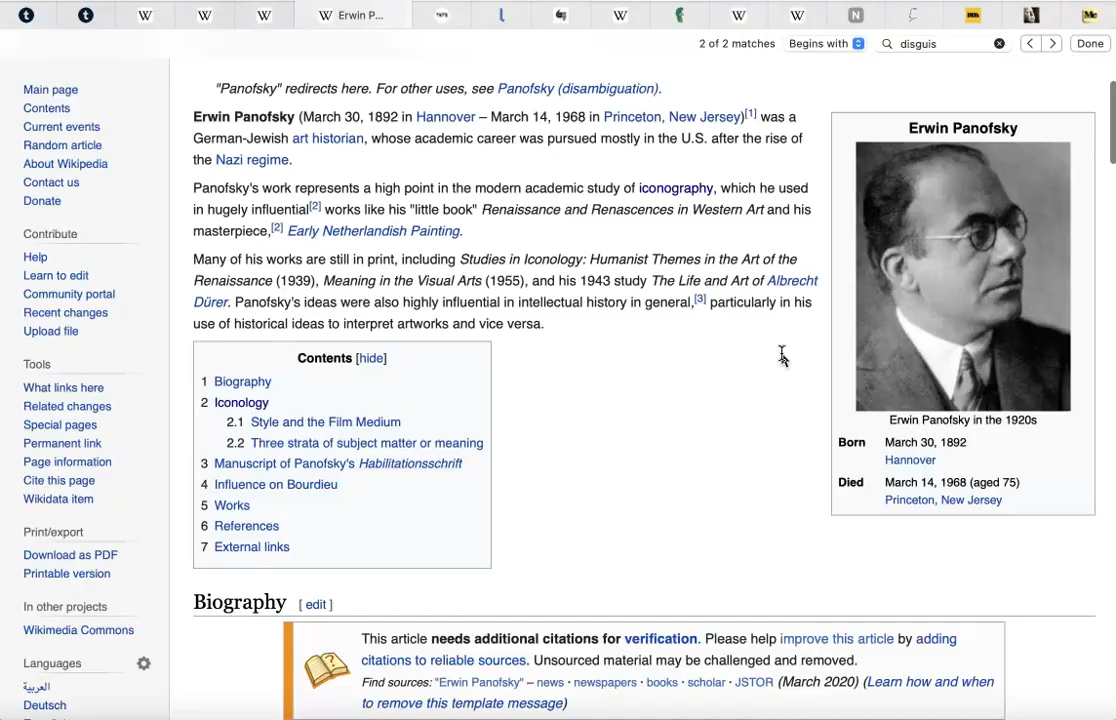 Erwin P...
2 of 2 matches
Begins with
disguis
Done
Main page
Contents
Current events
Random article
About Wikipedia
Contact us
Donate
Contribute
Help
Learn to edit
Community portal
Recent changes
Upload file
Tools
What links here
Related changes
Special pages
Permanent link
Page information
Cite this page
Wikidata item
Print/export
Download as PDF
Printable version
In other projects
Wikimedia Commons
Languages
العربية
Deutsch
"Panofsky" redirects here. For other uses, see Panofsky (disambiguation).
Erwin Panofsky (March 30, 1892 in Hannover – March 14, 1968 in Princeton, New Jersey)[1] was a
German-Jewish art historian, whose academic career was pursued mostly in the U.S. after the rise of
the Nazi regime.
Panofsky's work represents a high point in the modern academic study of iconography, which he used
in hugely influential[2] works like his "little book" Renaissance and Renascences in Western Art and his
masterpiece,[2] Early Netherlandish Painting.
Many of his works are still in print, including Studies in Iconology: Humanist Themes in the Art of the
Renaissance (1939), Meaning in the Visual Arts (1955), and his 1943 study The Life and Art of Albrecht
Dürer. Panofsky's ideas were also highly influential in intellectual history in general,[3] particularly in his
use of historical ideas to interpret artworks and vice versa.
Contents [hide]
1 Biography
2 Iconology
2.1 Style and the Film Medium
2.2 Three strata of subject matter or meaning
3 Manuscript of Panofsky's Habilitationsschrift
4 Influence on Bourdieu
5 Works
6 References
7 External links
Erwin Panofsky
Erwin Panofsky in the 1920s
Born March 30, 1892
Hannover
Died March 14, 1968 (aged 75)
Princeton, New Jersey
Biography [ edit ]
This article needs additional citations for verification. Please help improve this article by adding
citations to reliable sources. Unsourced material may be challenged and removed.
Find sources: "Erwin Panofsky" – news · newspapers · books · scholar · JSTOR (March 2020) (Learn how and when
to remove this template message)